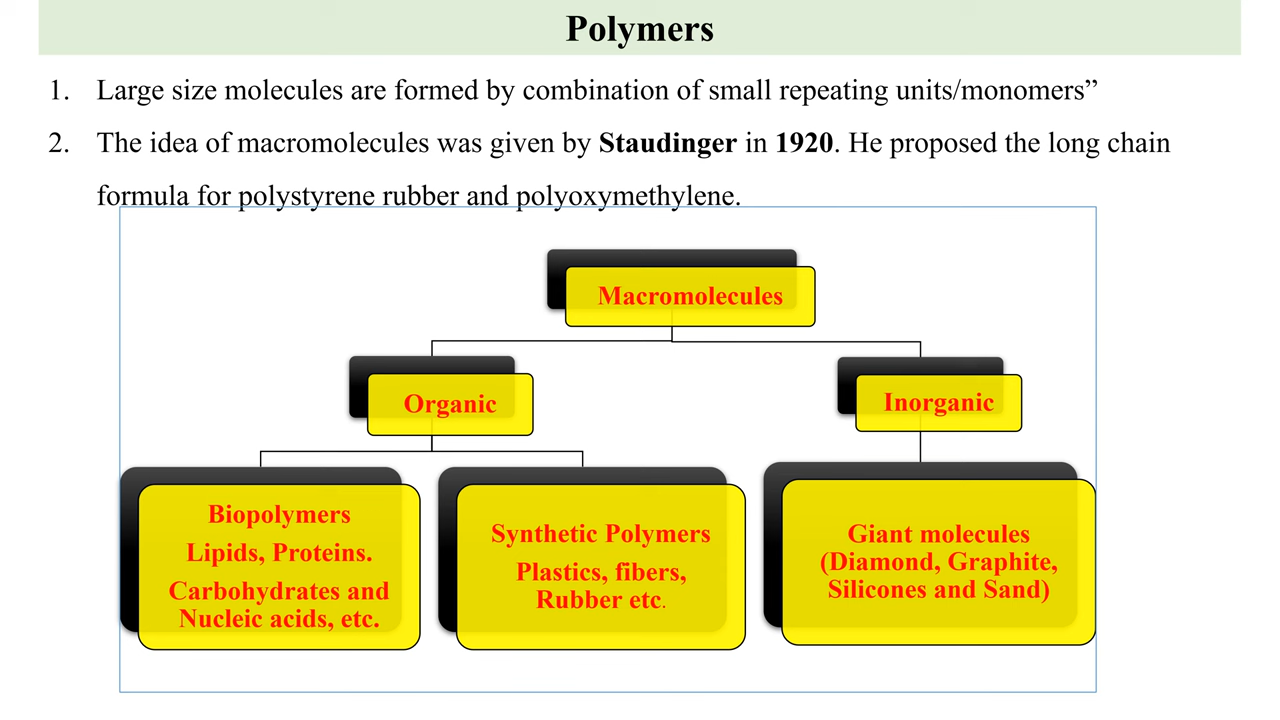 Polymers
1. Large size molecules are formed by combination of small repeating units/monomers”
2. The idea of macromolecules was given by Staudinger in 1920. He proposed the long chain
formula for polystyrene rubber and polyoxymethylene.
Macromolecules
Organic
Inorganic
Biopolymers
Lipids, Proteins.
Carbohydrates and
Nucleic acids, etc.
Synthetic Polymers
Plastics, fibers,
Rubber etc.
Giant molecules
(Diamond, Graphite,
Silicones and Sand)